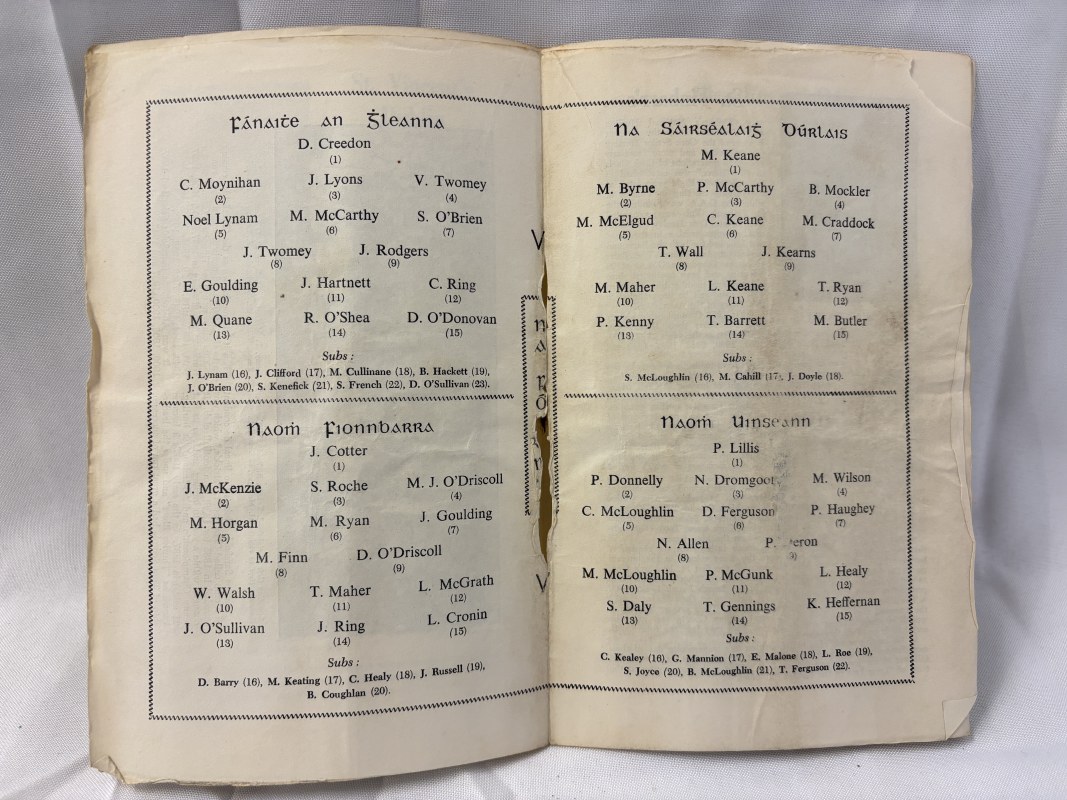 Fánaiṫe an Ġleanna
D. Creedon
(1)
C. Moynihan J. Lyons V. Twomey
(2) (3) (4)
Noel Lynam M. McCarthy S. O'Brien
(5) (6) (7)
J. Twomey J. Rodgers
(8) (9)
E. Goulding J. Hartnett C. Ring
(10) (11) (12)
M. Quane R. O'Shea D. O'Donovan
(13) (14) (15)
Subs :
J. Lynam (16), J. Clifford (17), M. Cullinane (18), B. Hackett (19),
J. O'Brien (20), S. Kenefick (21), S. French (22), D. O'Sullivan (23).
Naoṁ Fionnbarra
J. Cotter
(1)
J. McKenzie S. Roche M. J. O'Driscoll
(2) (3) (4)
M. Horgan M. Ryan J. Goulding
(5) (6) (7)
M. Finn D. O'Driscoll
(8) (9)
W. Walsh T. Maher L. McGrath
(10) (11) (12)
J. O'Sullivan J. Ring L. Cronin
(13) (14) (15)
Subs :
D. Barry (16), M. Keating (17), C. Healy (18), J. Russell (19),
B. Coughlan (20).
V
V
Na Sáirséalaiġ Dúrlais
M. Keane
(1)
M. Byrne P. McCarthy B. Mockler
(2) (3) (4)
M. McElgud C. Keane M. Craddock
(5) (6) (7)
T. Wall J. Kearns
(8) (9)
M. Maher L. Keane T. Ryan
(10) (11) (12)
P. Kenny T. Barrett M. Butler
(13) (14) (15)
Subs :
S. McLoughlin (16), M. Cahill (17), J. Doyle (18).
Naoṁ Uinseann
P. Lillis
(1)
P. Donnelly N. M. Wilson
(2) (3) (4)
C. McLoughlin D. Ferguson P. Haughey
(5) (6) (7)
N. Allen P.
(8)
M. McLoughlin P. McGunk L. Healy
(10) (11) (12)
S. Daly T. Gennings K. Heffernan
(13) (14) (15)
Subs :
C. Kealey (16), G. Mannion (17), E. Malone (18), L. Roe (19),
S. Joyce (20), B. McLoughlin (21), T. Ferguson (22).